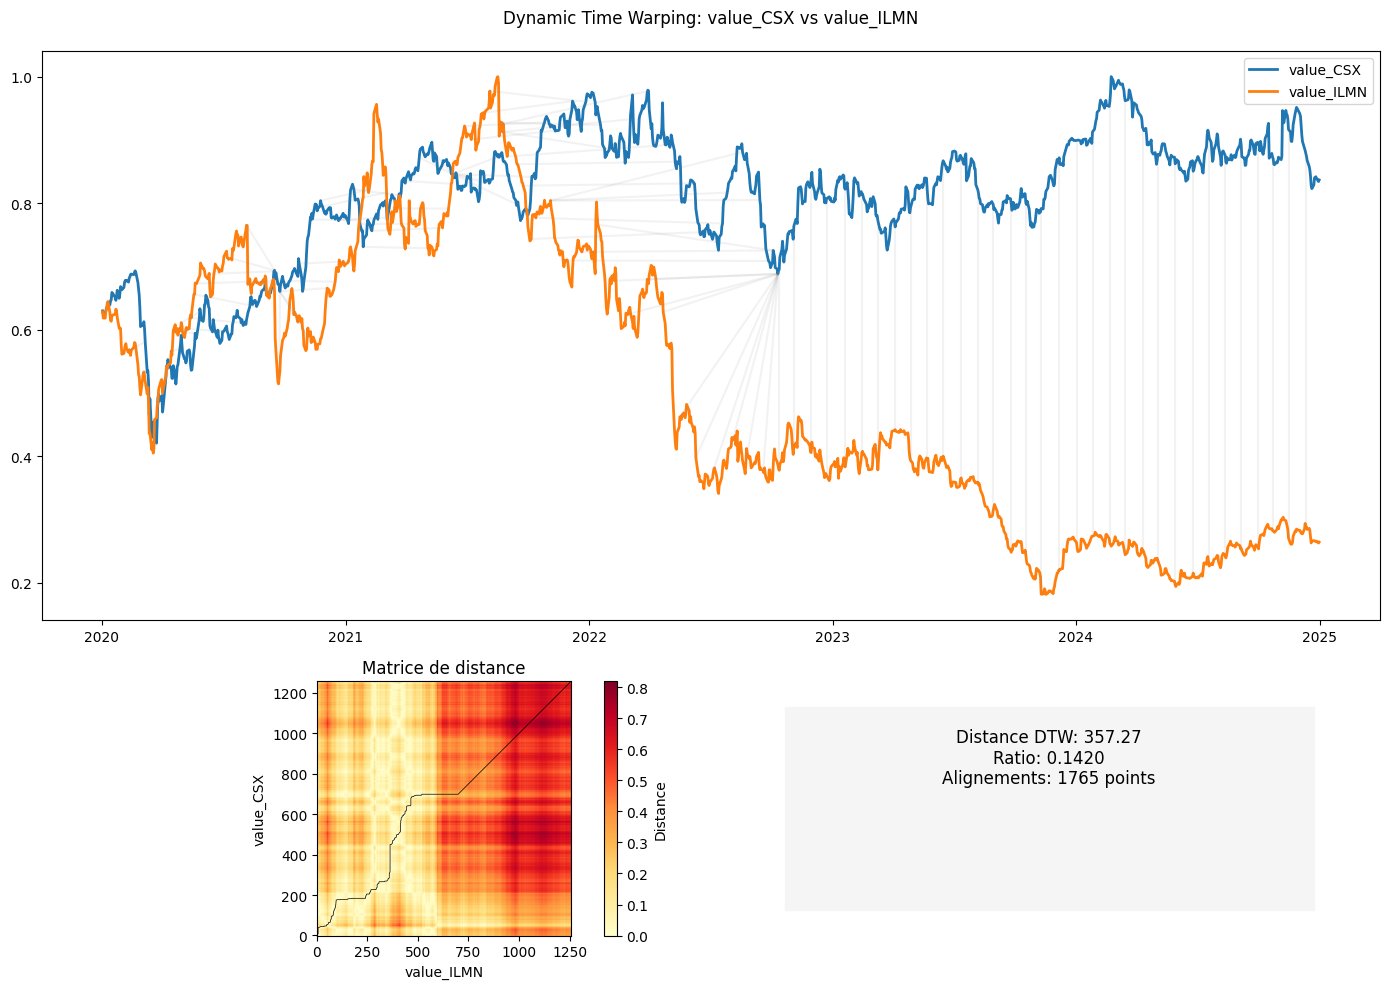 Dynamic Time Warping: value_CSX vs value_ILMN
value_CSX
value_ILMN
1.0
0.8
0.6
0.4
0.2
2020 2021 2022 2023 2024 2025
Matrice de distance
value_CSX
1200
1000
800
600
400
200
0
0 250 500 750 1000 1250
value_ILMN
0.8
0.7
0.6
0.5
0.4
0.3
0.2
0.1
0.0
Distance
Distance DTW: 357.27
Ratio: 0.1420
Alignements: 1765 points